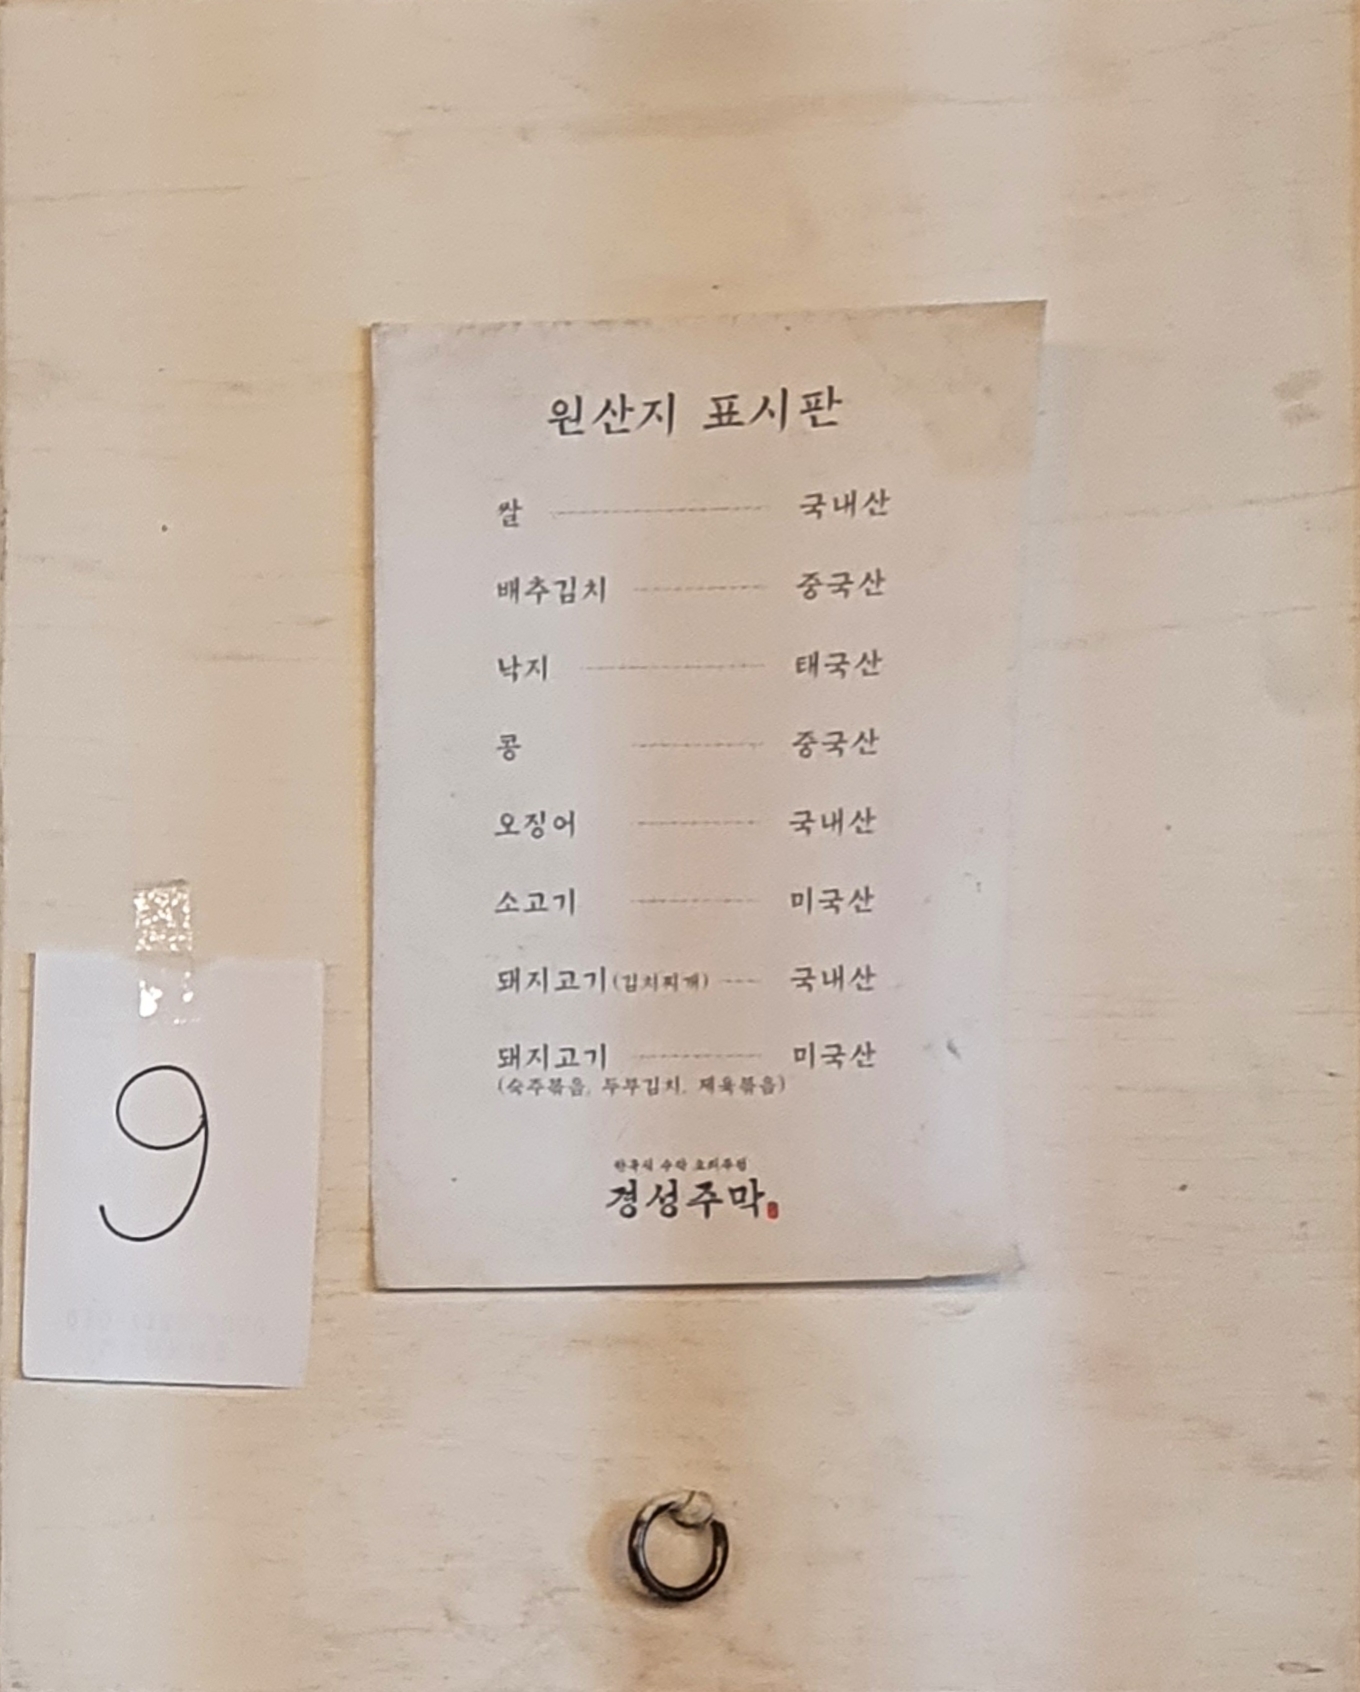 원산지 표시판
쌀 국내산
배추김치 중국산
낙지 태국산
콩 중국산
오징어 국내산
소고기 미국산
돼지고기(김치찌개) 국내산
돼지고기 미국산
(숙주볶음, 두부김치, 제육볶음)
경성주막
9